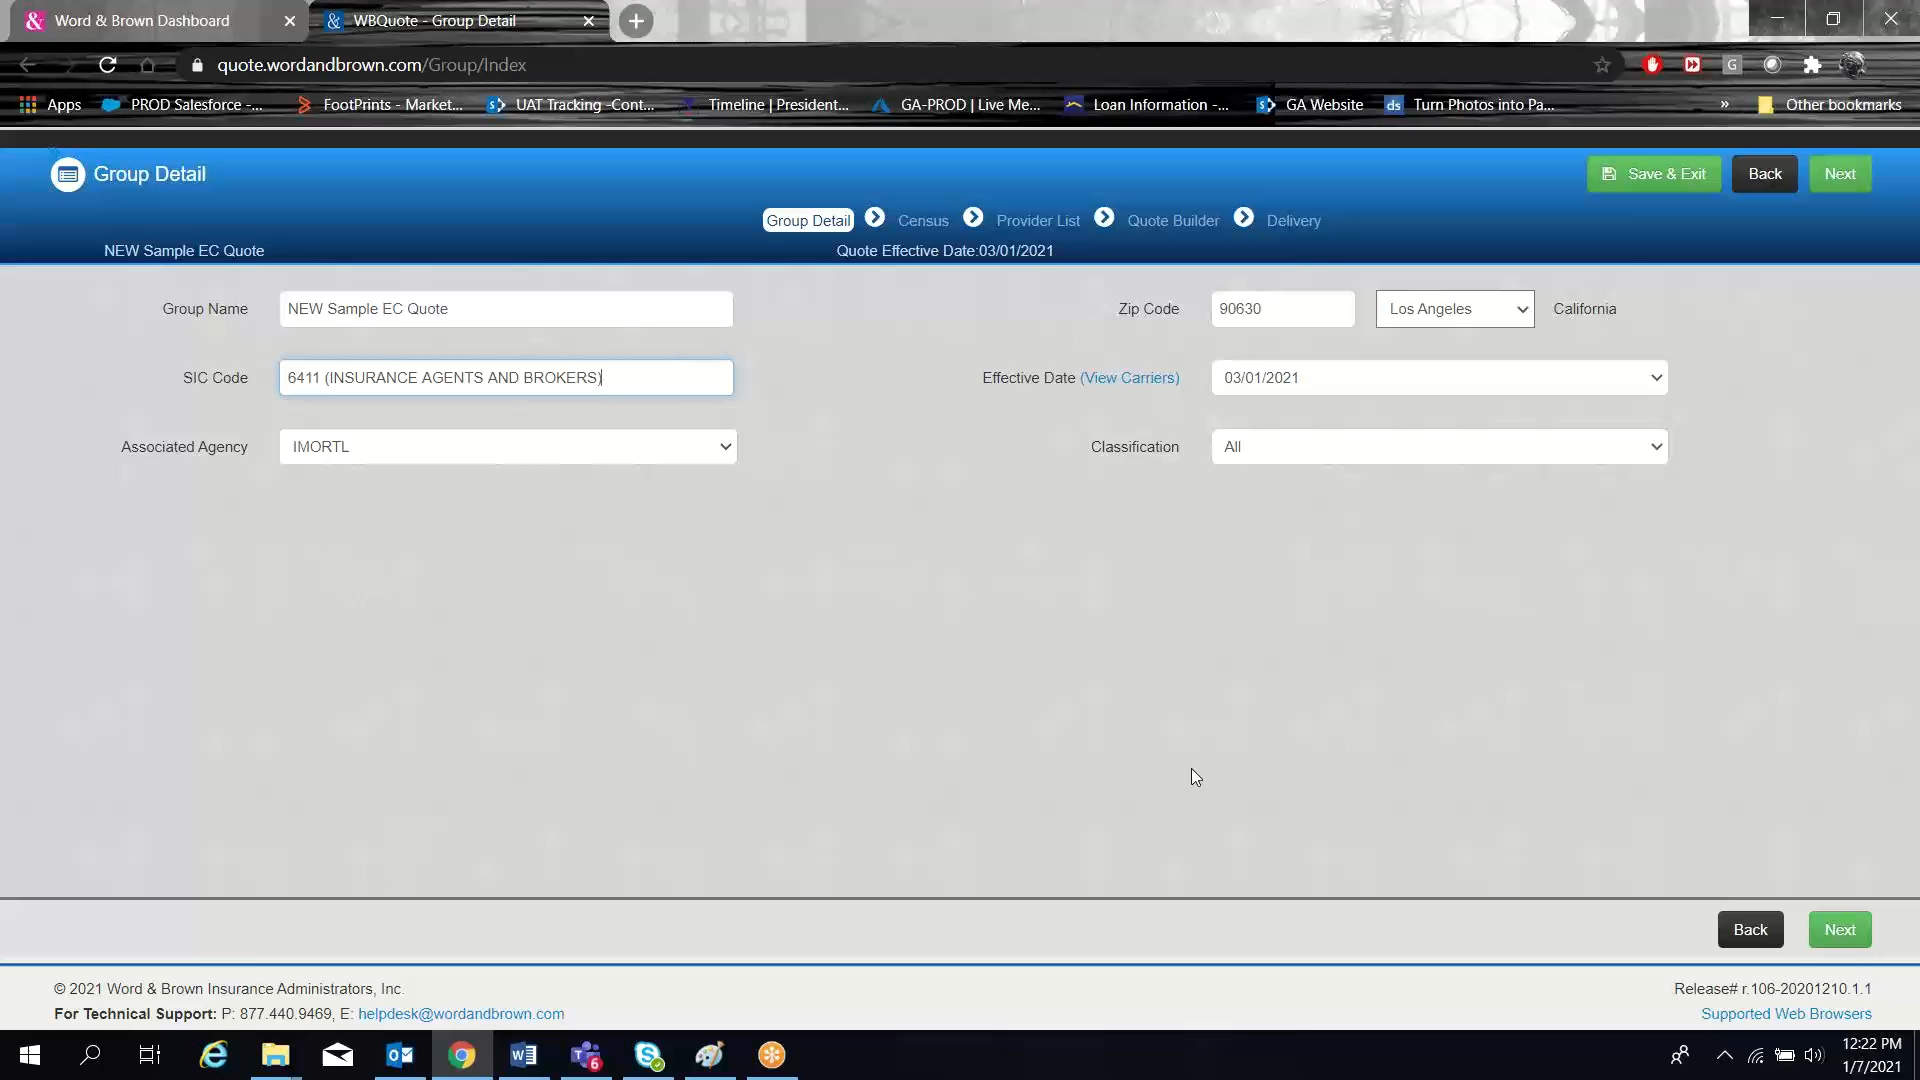 Word & Brown Dashboard
WBQuote - Group Detail
quote.wordandbrown.com/Group/Index
Apps
PROD Salesforce -...
FootPrints - Market...
UAT Tracking -Cont...
Timeline | President...
GA-PROD | Live Me...
Loan Information -...
GA Website
ds
Turn Photos into Pa...
»
Other bookmarks
Group Detail
Save & Exit
Back
Next
Group Detail
Census
Provider List
Quote Builder
Delivery
NEW Sample EC Quote
Quote Effective Date:03/01/2021
Group Name
NEW Sample EC Quote
Zip Code
90630
Los Angeles
California
SIC Code
6411 (INSURANCE AGENTS AND BROKERS)
Effective Date (View Carriers)
03/01/2021
Associated Agency
IMORTL
Classification
All
Back
Next
© 2021 Word & Brown Insurance Administrators, Inc.
Release# r.106-20201210.1.1
For Technical Support: P: 877.440.9469, E: helpdesk@wordandbrown.com
Supported Web Browsers
6
12:22 PM
1/7/2021